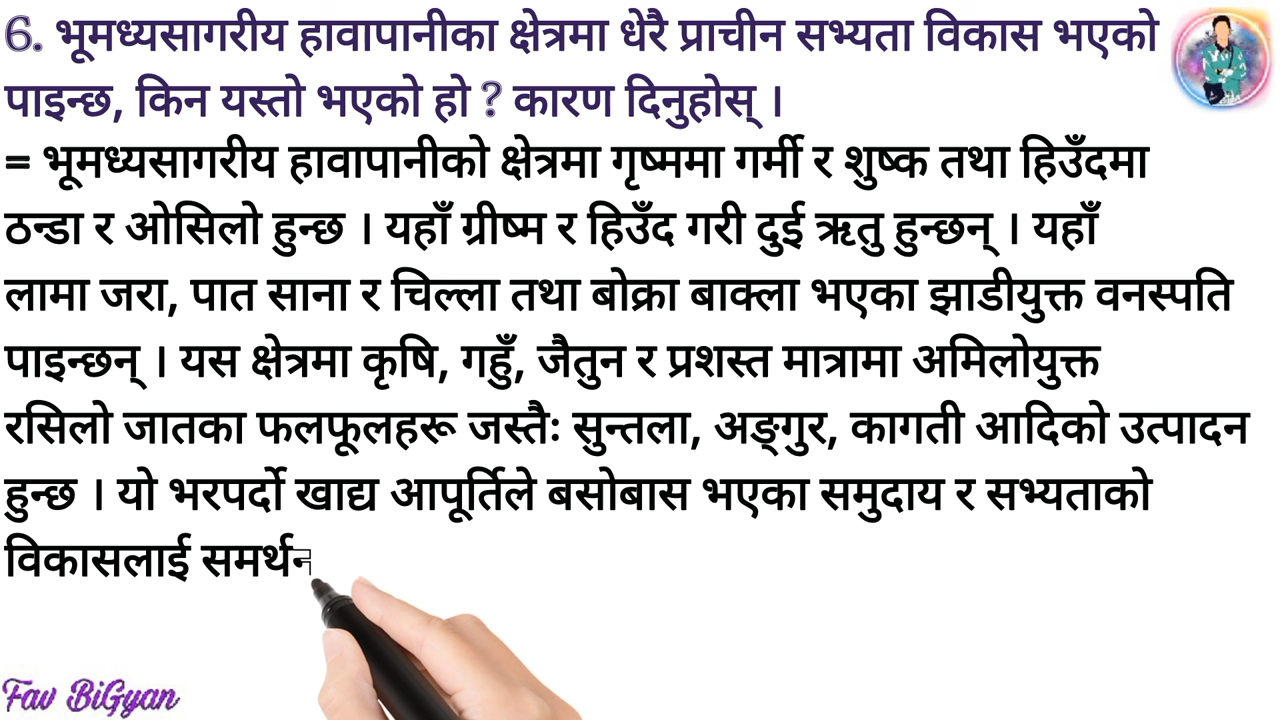 6. भूमध्यसागरीय हावापानीका क्षेत्रमा धेरै प्राचीन सभ्यता विकास भएको
पाइन्छ, किन यस्तो भएको हो ? कारण दिनुहोस् ।
= भूमध्यसागरीय हावापानीको क्षेत्रमा गृष्ममा गर्मी र शुष्क तथा हिउँदमा
ठन्डा र ओसिलो हुन्छ । यहाँ ग्रीष्म र हिउँद गरी दुई ऋतु हुन्छन् । यहाँ
लामा जरा, पात साना र चिल्ला तथा बोक्रा बाक्ला भएका झाडीयुक्त वनस्पति
पाइन्छन् । यस क्षेत्रमा कृषि, गहुँ, जैतुन र प्रशस्त मात्रामा अमिलोयुक्त
रसिलो जातका फलफूलहरू जस्तैः सुन्तला, अङ्गुर, कागती आदिको उत्पादन
हुन्छ । यो भरपर्दो खाद्य आपूर्तिले बसोबास भएका समुदाय र सभ्यताको
विकासलाई समर्थन
Fav BiGyan